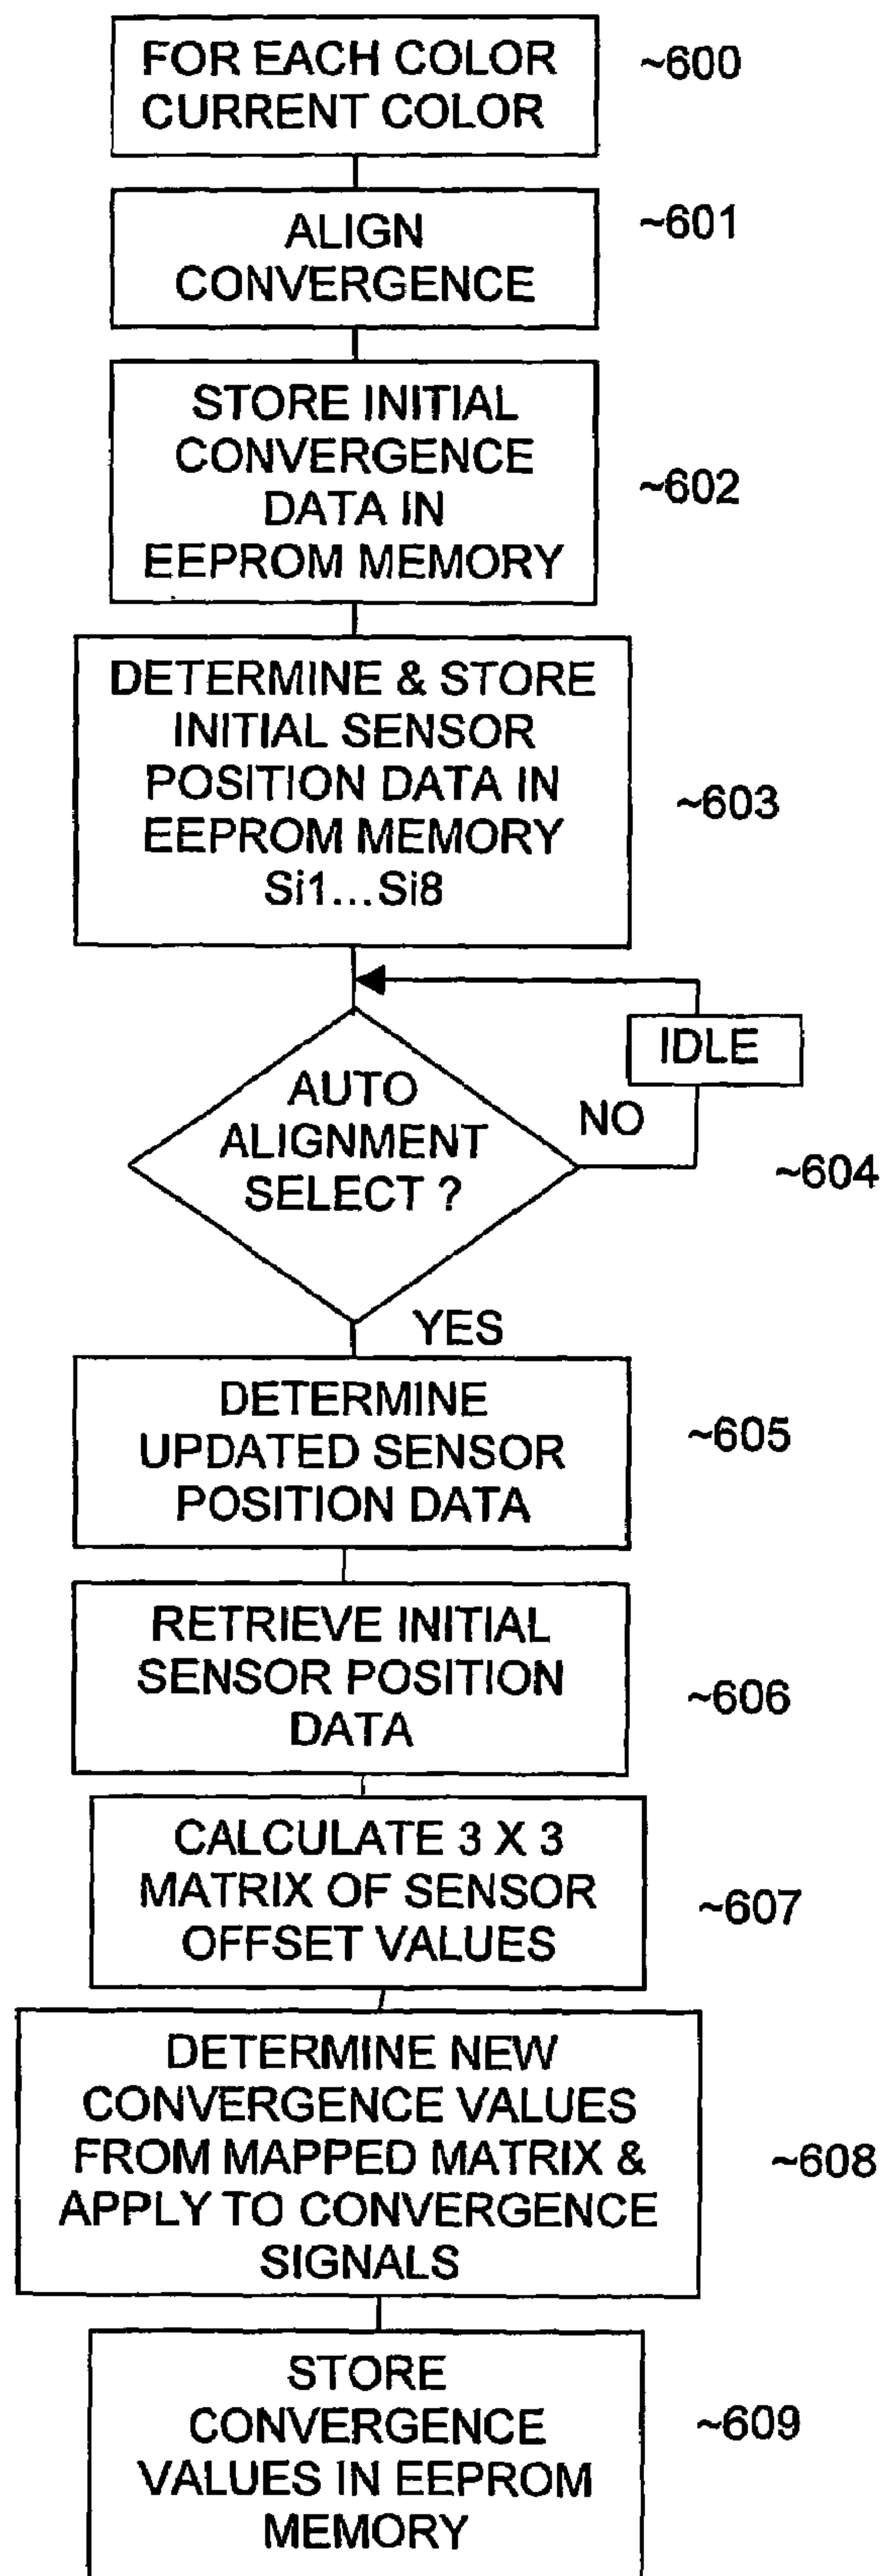 FOR EACH COLOR
CURRENT COLOR
~600
ALIGN
CONVERGENCE
~601
STORE INITIAL
CONVERGENCE
DATA IN
EEPROM MEMORY
~602
DETERMINE & STORE
INITIAL SENSOR
POSITION DATA IN
EEPROM MEMORY
Si1...Si8
~603
IDLE
AUTO
ALIGNMENT
SELECT ?
NO
~604
YES
DETERMINE
UPDATED SENSOR
POSITION DATA
~605
RETRIEVE INITIAL
SENSOR POSITION
DATA
~606
CALCULATE 3 X 3
MATRIX OF SENSOR
OFFSET VALUES
~607
DETERMINE NEW
CONVERGENCE VALUES
FROM MAPPED MATRIX &
APPLY TO CONVERGENCE
SIGNALS
~608
STORE
CONVERGENCE
VALUES IN EEPROM
MEMORY
~609